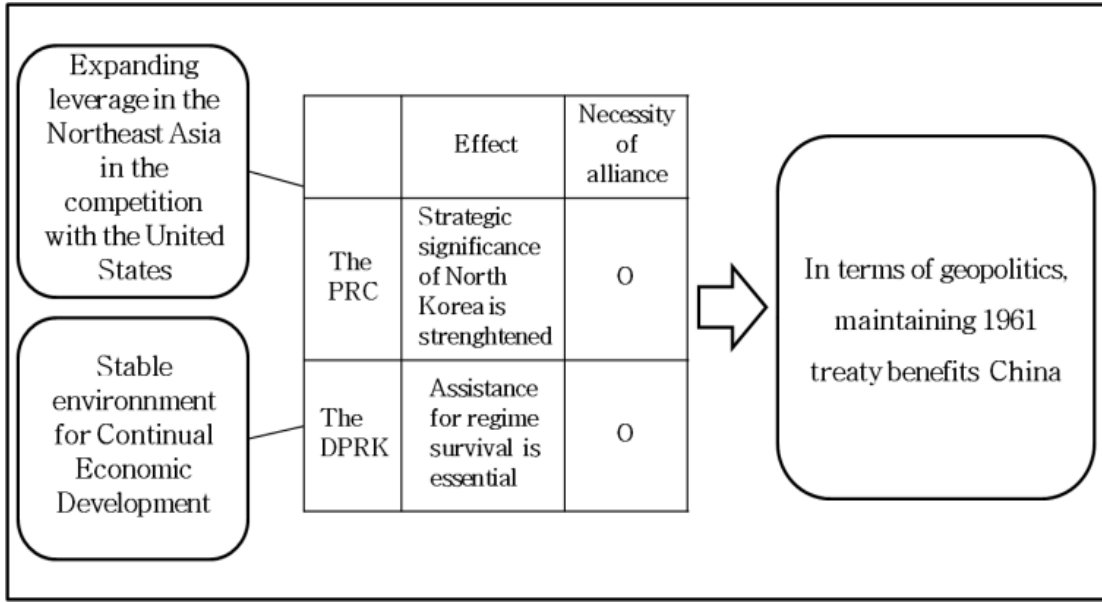 Expanding
leverage in the
Northeast Asia
in the
competition
with the United
States
Stable
environnment
for Continual
Economic
Development
Effect
Necessity
of
alliance
The
PRC
Strategic
significance
of North
Korea is
strenghtened
O
The
DPRK
Assistance
for regime
survival is
essential
O
In terms of geopolitics,
maintaining 1961
treaty benefits China